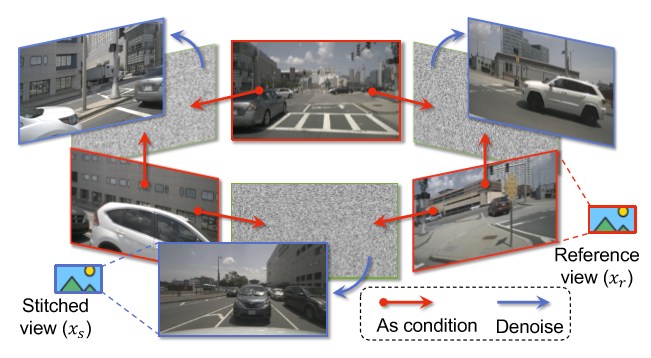 Reference
view (xᵣ)
Stitched
view (xₛ)
As condition
Denoise